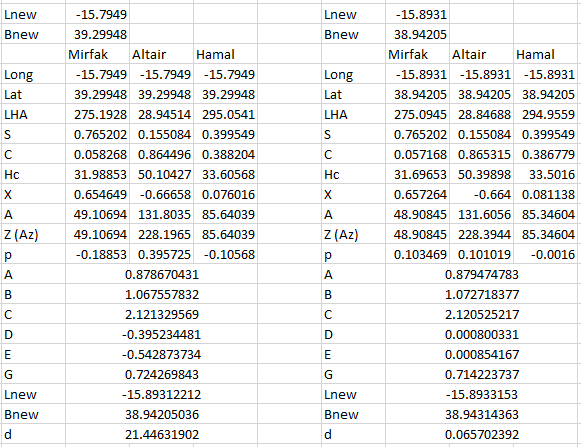 Lnew -15.7949 Lnew -15.8931
Bnew 39.29948 Bnew 38.94205
Mirfak Altair Hamal Mirfak Altair Hamal
Long -15.7949 -15.7949 -15.7949 Long -15.8931 -15.8931 -15.8931
Lat 39.29948 39.29948 39.29948 Lat 38.94205 38.94205 38.94205
LHA 275.1928 28.94514 295.0541 LHA 275.0945 28.84688 294.9559
S 0.765202 0.155084 0.399549 S 0.765202 0.155084 0.399549
C 0.058268 0.864496 0.388204 C 0.057168 0.865315 0.386779
Hc 31.98853 50.10427 33.60568 Hc 31.69653 50.39898 33.5016
X 0.654649 -0.66658 0.076016 X 0.657264 -0.664 0.081138
A 49.10694 131.8035 85.64039 A 48.90845 131.6056 85.34604
Z (Az) 49.10694 228.1965 85.64039 Z (Az) 48.90845 228.3944 85.34604
p -0.18853 0.395725 -0.10568 p 0.103469 0.101019 -0.0016
A 0.878670431 A 0.879474783
B 1.067557832 B 1.072718377
C 2.121329569 C 2.120525217
D -0.395234481 D 0.000800331
E -0.542873734 E 0.000854167
G 0.724269843 G 0.714223737
Lnew -15.89312212 Lnew -15.8933153
Bnew 38.94205036 Bnew 38.94314363
d 21.44631902 d 0.065702392